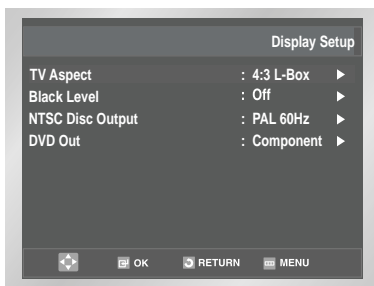 Display Setup
TV Aspect : 4:3 L-Box
Black Level : Off
NTSC Disc Output : PAL 60Hz
DVD Out : Component
OK RETURN MENU